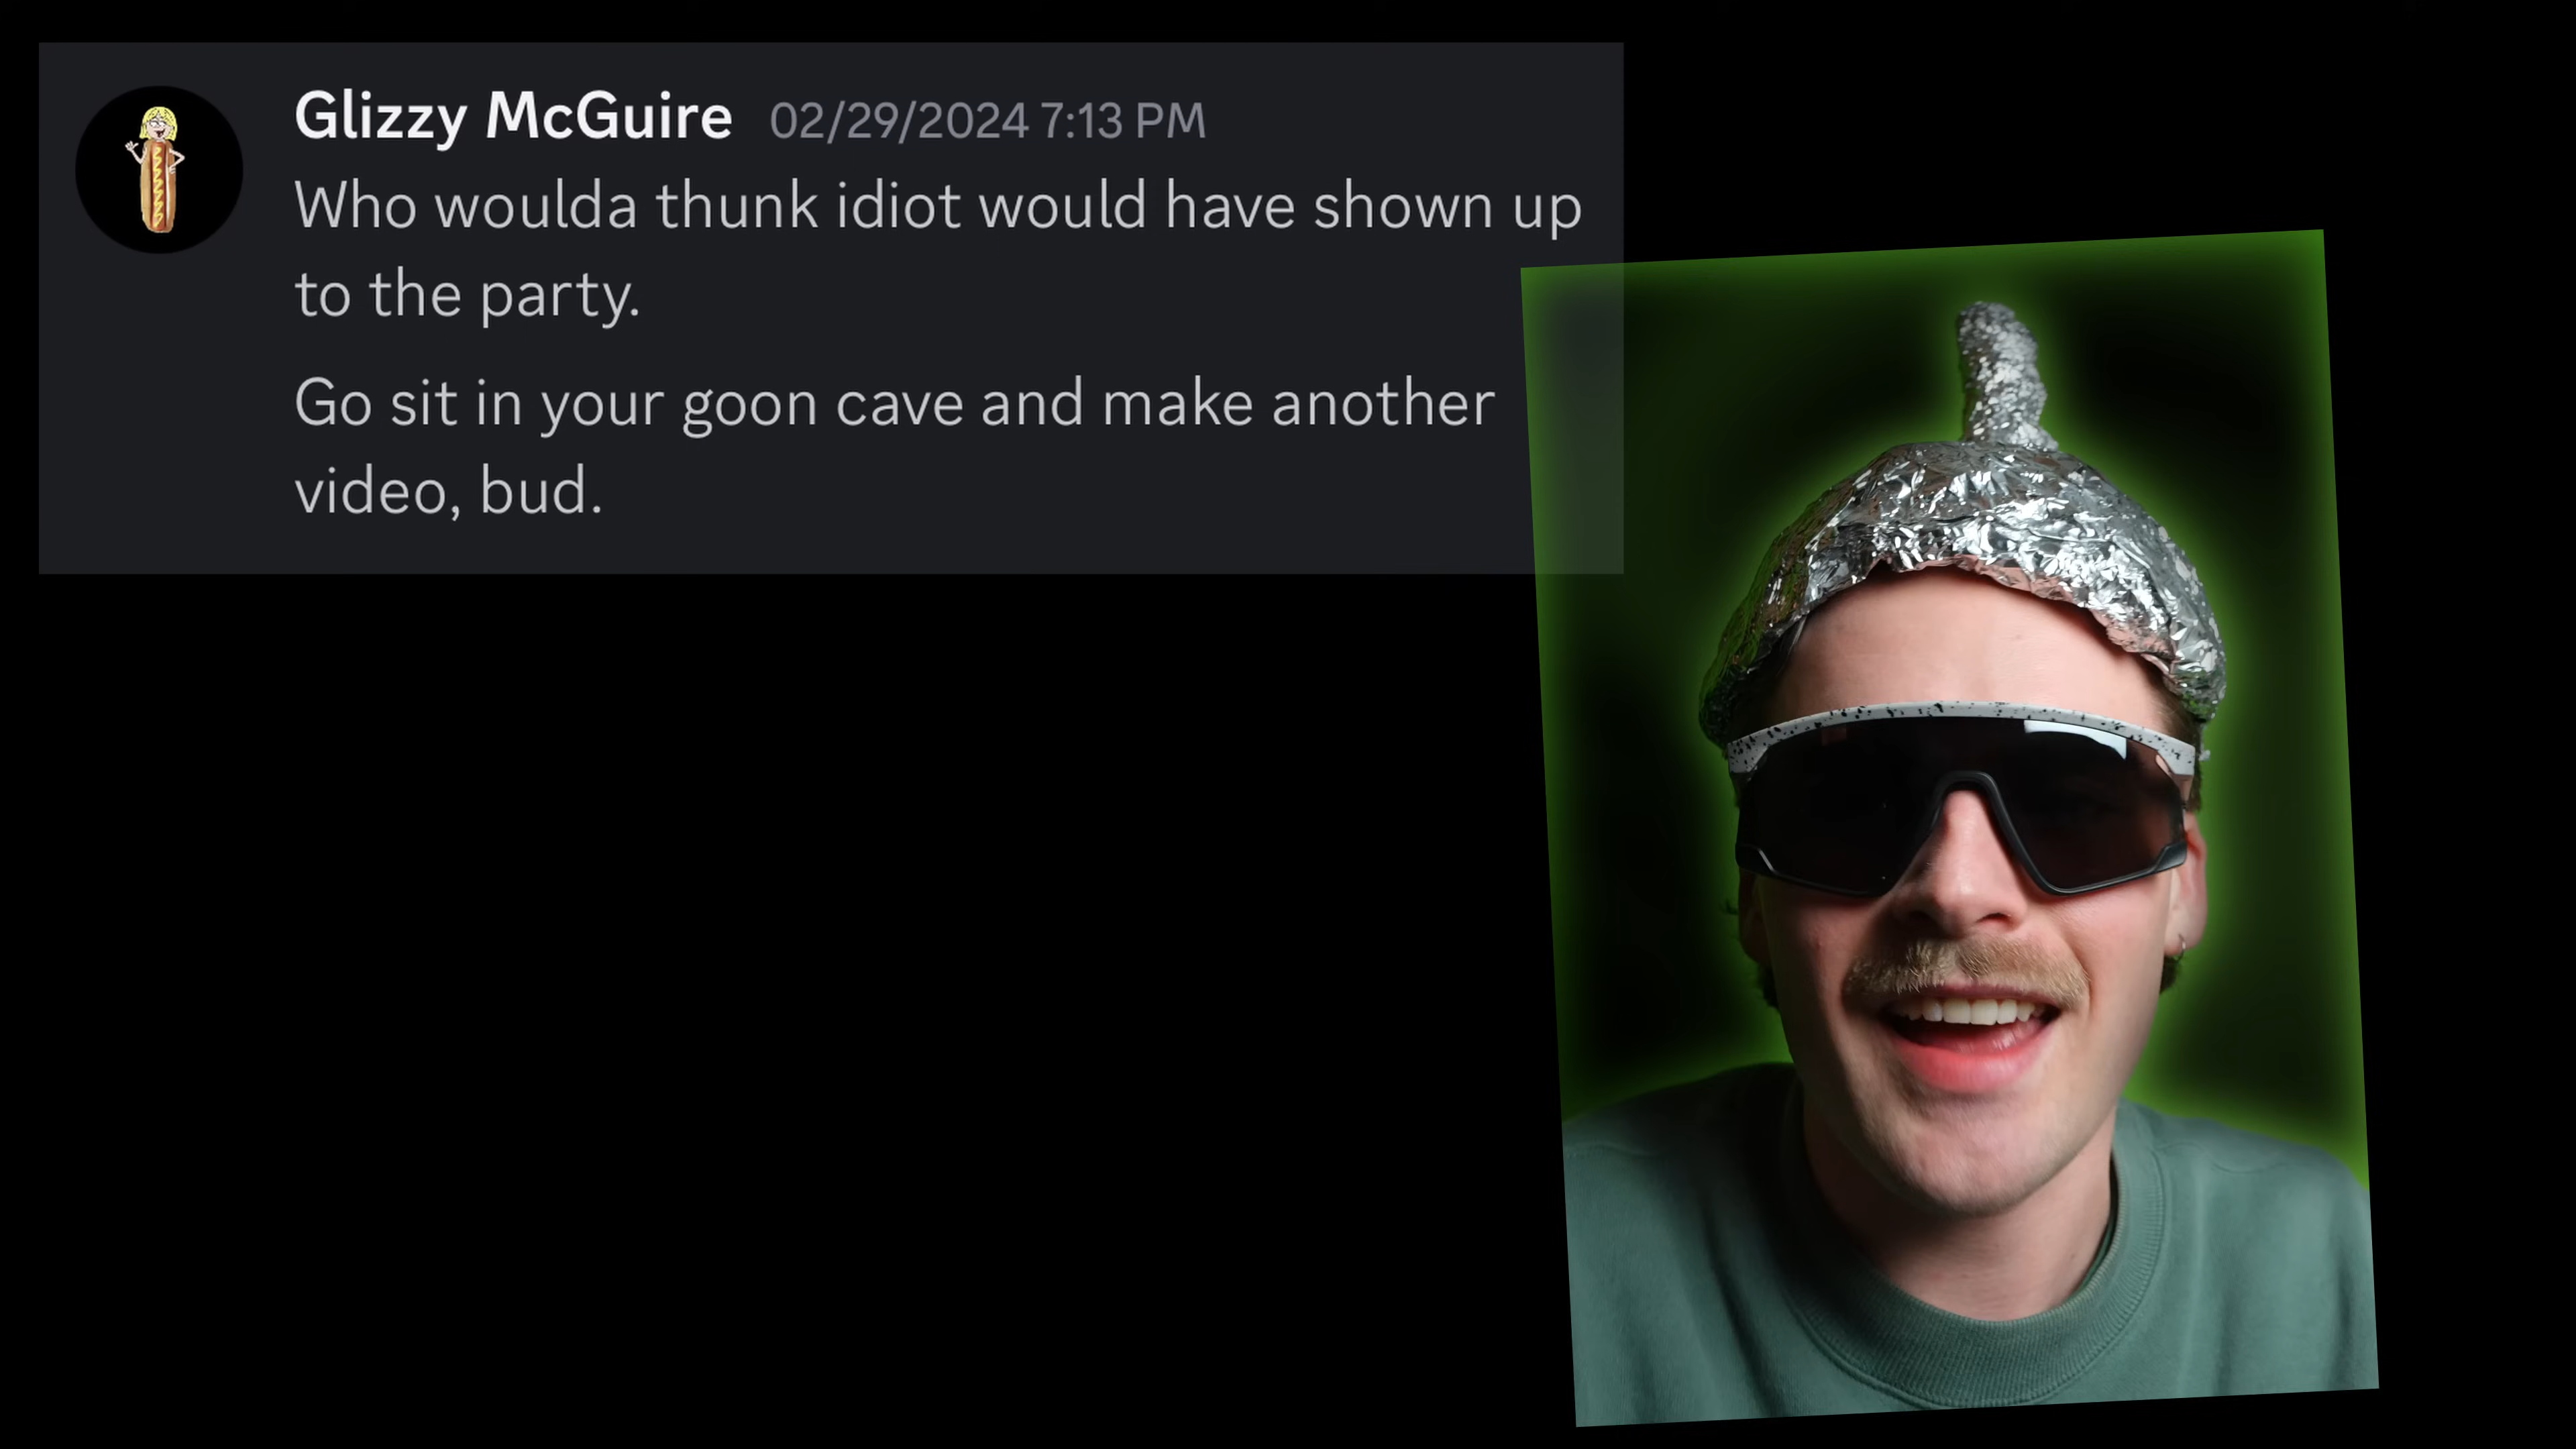 Glizzy McGuire 02/29/2024 7:13 PM
Who woulda thunk idiot would have shown up
to the party.
Go sit in your goon cave and make another
video, bud.